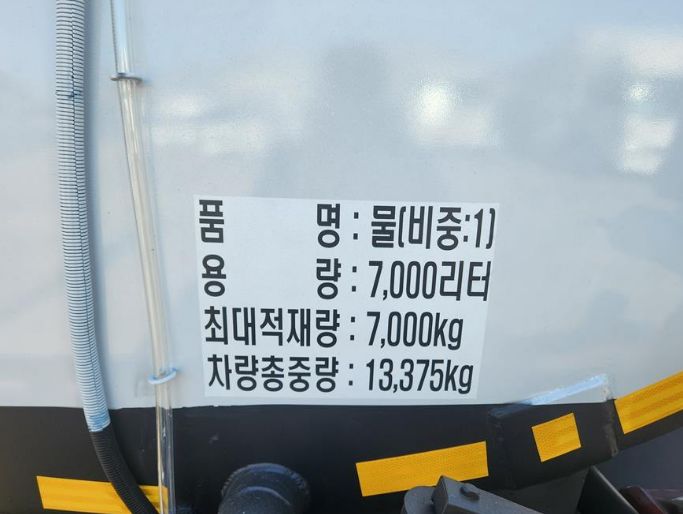 품 명 : 물(비중:1)
용 량 : 7,000리터
최대적재량 : 7,000kg
차량총중량 : 13,375kg